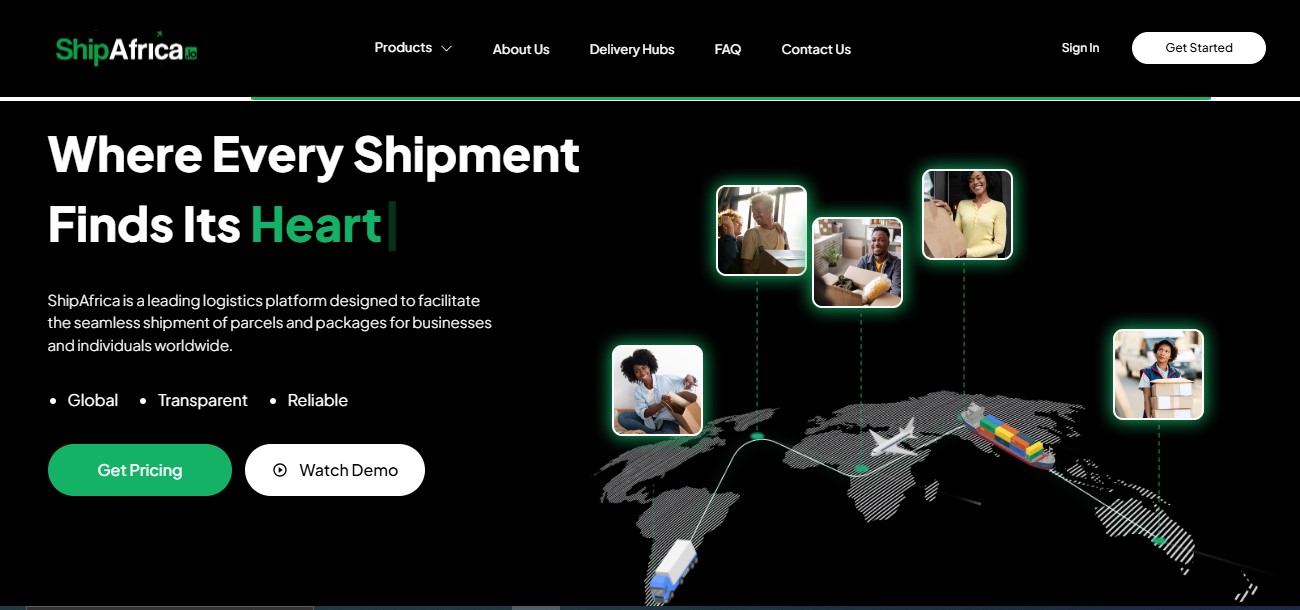 ShipAfrica.io
Products
About Us
Delivery Hubs
FAQ
Contact Us
Sign In
Get Started
Where Every Shipment
Finds Its Heart
ShipAfrica is a leading logistics platform designed to facilitate
the seamless shipment of parcels and packages for businesses
and individuals worldwide.
Global
Transparent
Reliable
Get Pricing
Watch Demo